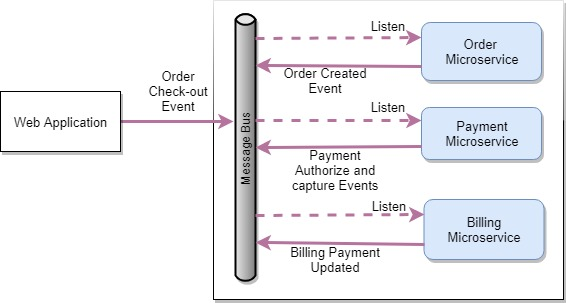 Listen
Order
Microservice
Order Created
Event
Order
Check-out
Event
Web Application
Message Bus
Listen
Payment
Microservice
Payment
Authorize and
capture Events
Listen
Billing
Microservice
Billing Payment
Updated